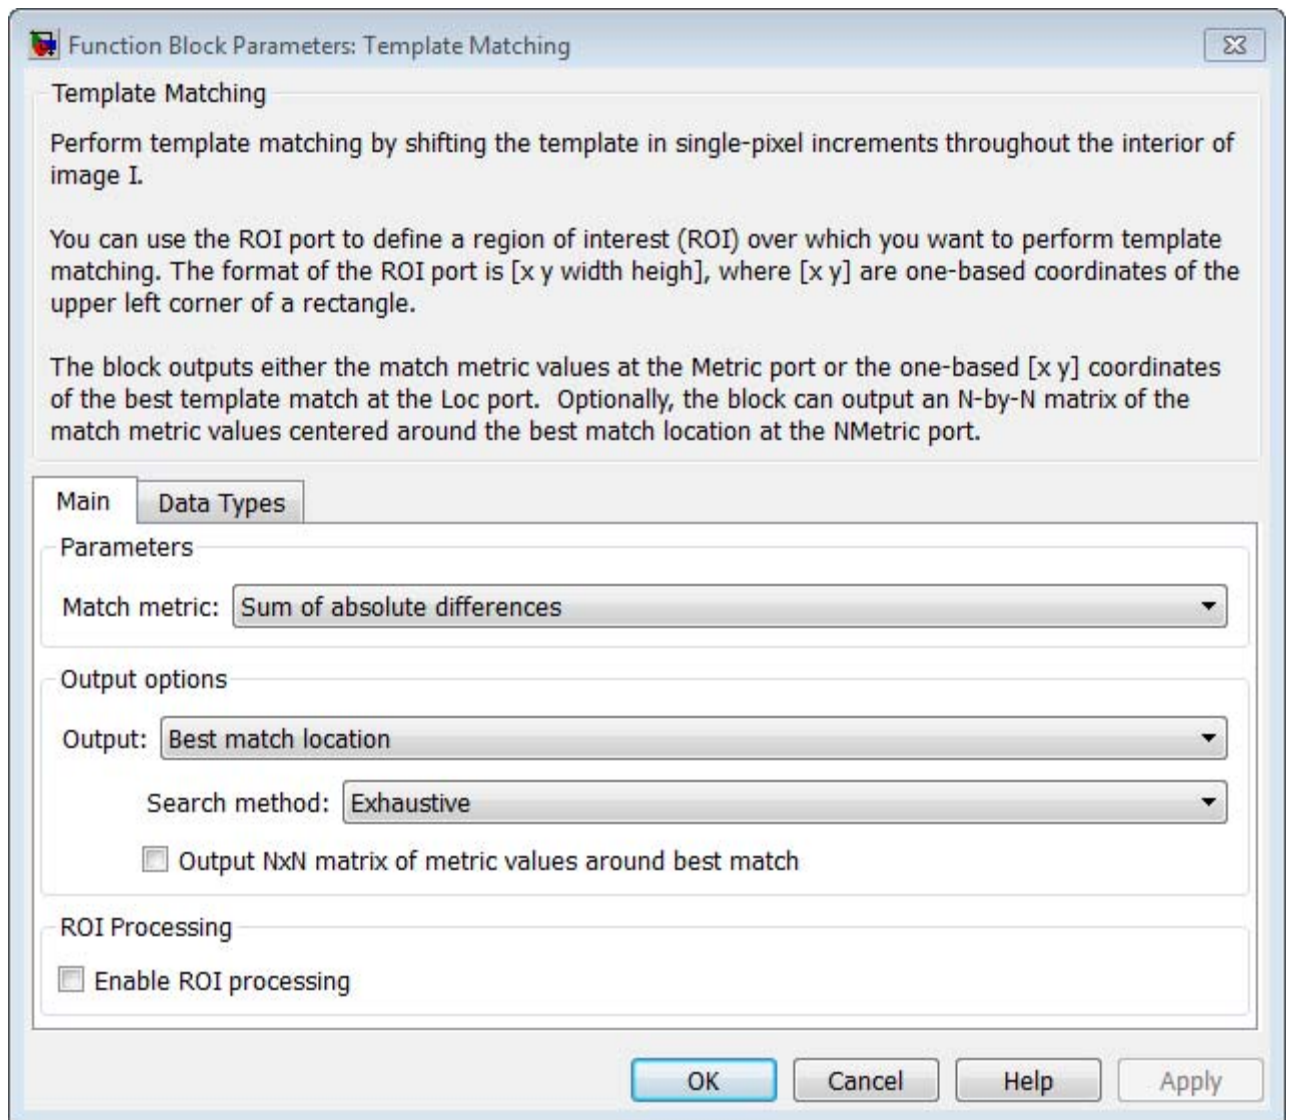 Function Block Parameters: Template Matching
Template Matching
Perform template matching by shifting the template in single-pixel increments throughout the interior of
image I.
You can use the ROI port to define a region of interest (ROI) over which you want to perform template
matching. The format of the ROI port is [x y width heigh], where [x y] are one-based coordinates of the
upper left corner of a rectangle.
The block outputs either the match metric values at the Metric port or the one-based [x y] coordinates
of the best template match at the Loc port.  Optionally, the block can output an N-by-N matrix of the
match metric values centered around the best match location at the NMetric port.
Main Data Types
Parameters
Match metric: Sum of absolute differences
Output options
Output: Best match location
Search method: Exhaustive
Output NxN matrix of metric values around best match
ROI Processing
Enable ROI processing
OK Cancel Help Apply